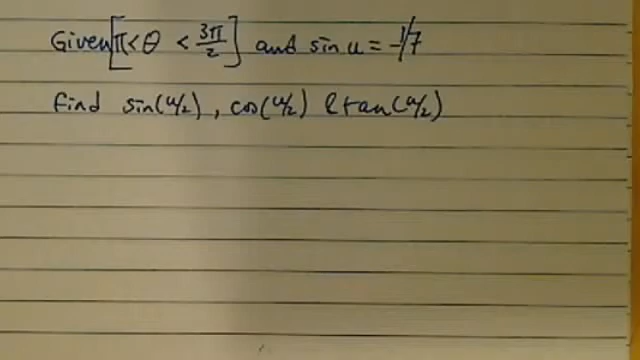 Given [π < θ < 3π/2] and sin u = -1/7
find sin(u/2), cos(u/2) & tan(u/2)